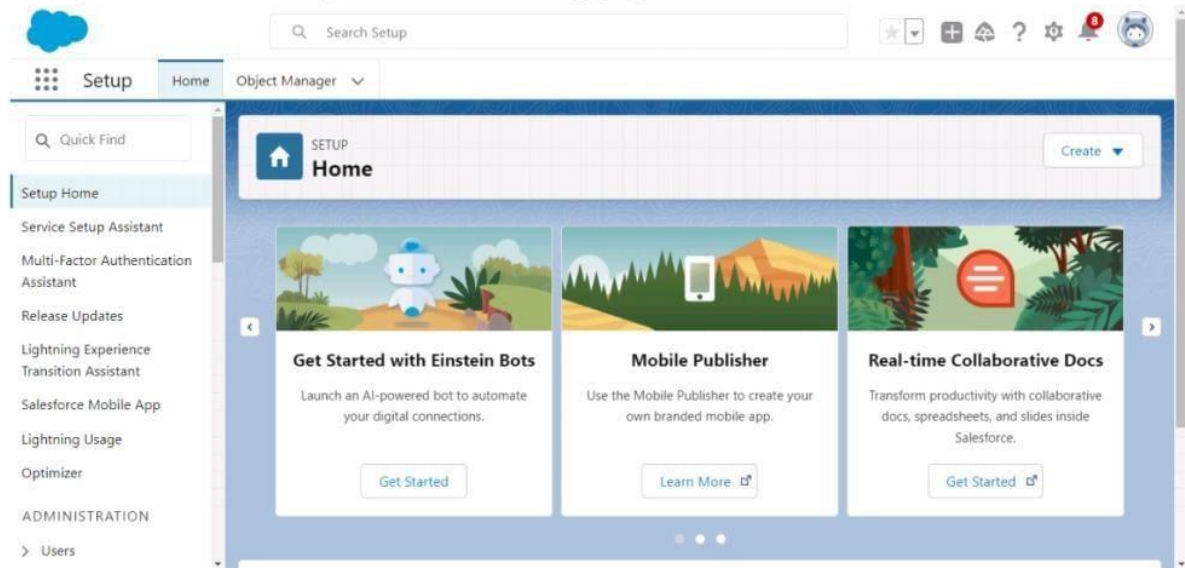 Search Setup
8
Setup
Home
Object Manager
Quick Find
Setup Home
Service Setup Assistant
Multi-Factor Authentication
Assistant
Release Updates
Lightning Experience
Transition Assistant
Salesforce Mobile App
Lightning Usage
Optimizer
ADMINISTRATION
Users
SETUP
Home
Create
Get Started with Einstein Bots
Launch an AI-powered bot to automate
your digital connections.
Get Started
Mobile Publisher
Use the Mobile Publisher to create your
own branded mobile app.
Learn More
Real-time Collaborative Docs
Transform productivity with collaborative
docs, spreadsheets, and slides inside
Salesforce.
Get Started